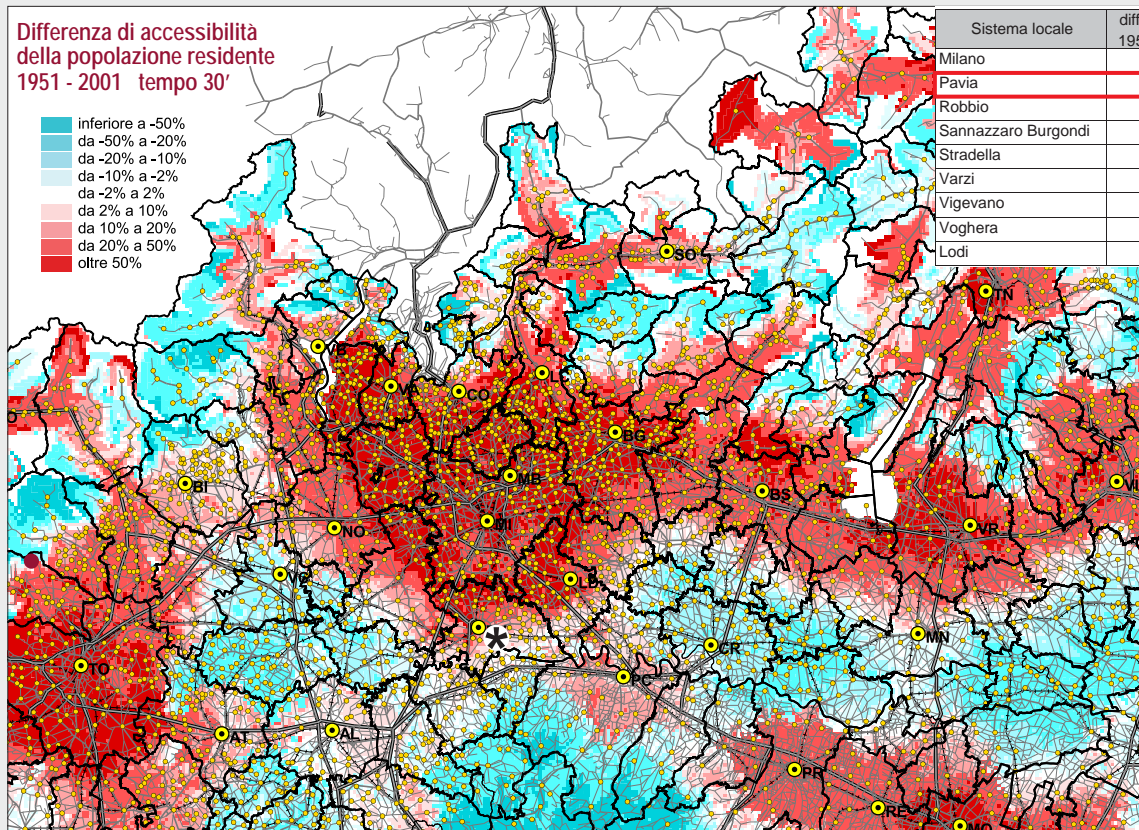 Differenza di accessibilità
della popolazione residente
1951 - 2001 tempo 30'
inferiore a -50%
da -50% a -20%
da -20% a -10%
da -10% a -2%
da -2% a 2%
da 2% a 10%
da 10% a 20%
da 20% a 50%
oltre 50%
Sistema locale
Milano
Pavia
Robbio
Sannazzaro Burgondi
Stradella
Varzi
Vigevano
Voghera
Lodi
SO
TN
VB
CO
BG
BI
MB
BS
NO
MI
VR
VC
LO
*
MN
CR
TO
PC
AT
AL
PR
RE